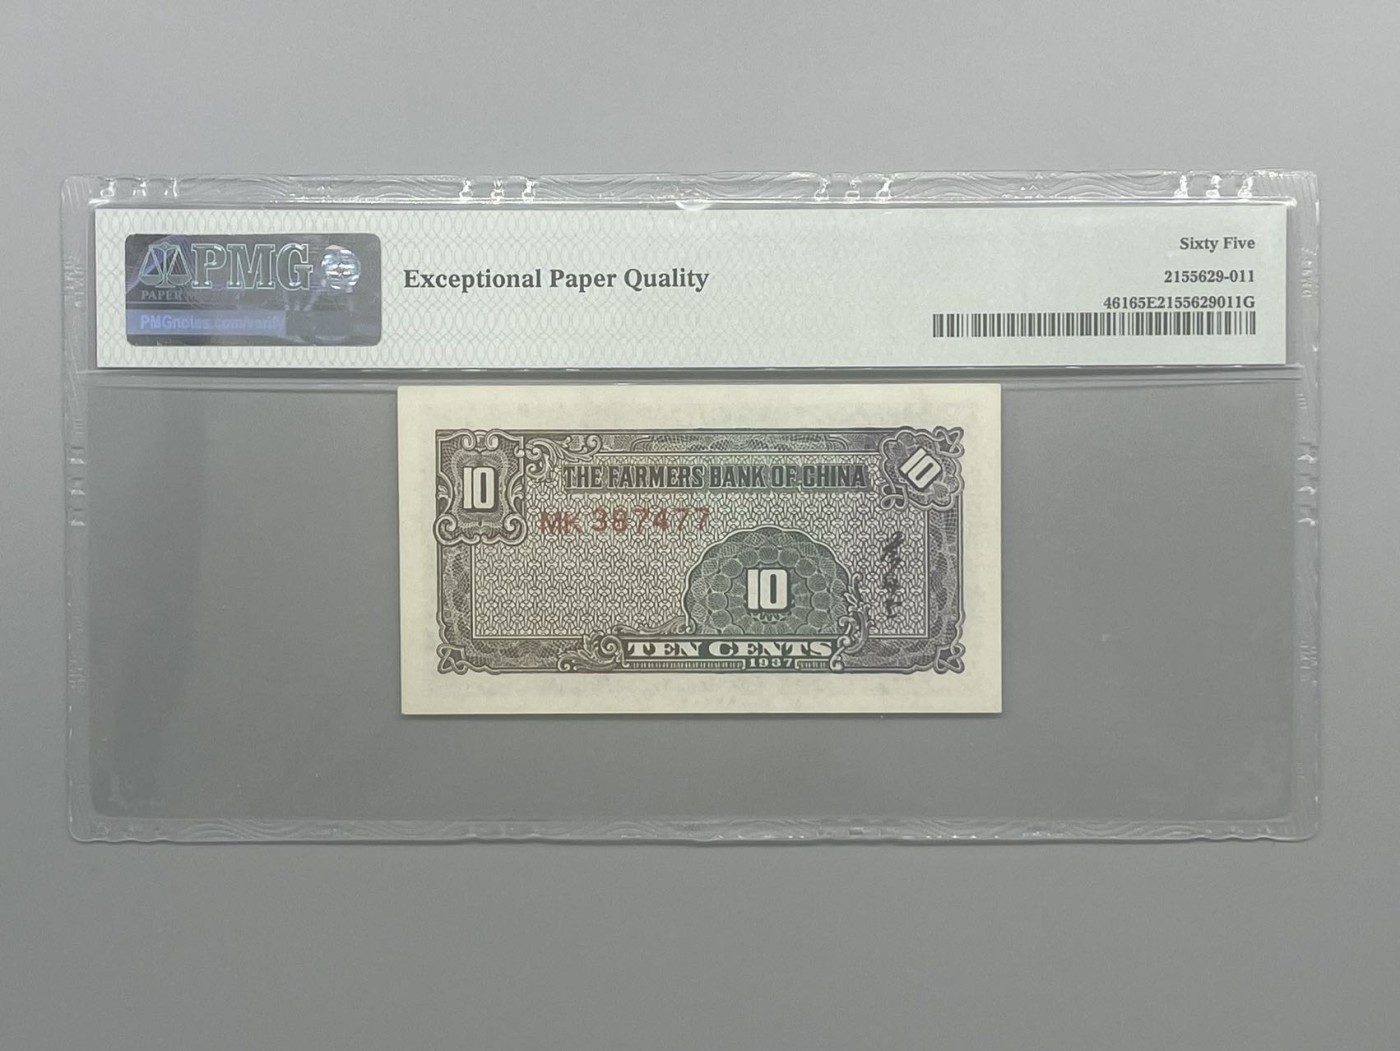 PMG
PAPER
PMGnotes.com/verify
Exceptional Paper Quality
Sixty Five
2155629-011
46165E2155629011G
10
THE FARMERS BANK OF CHINA
10
MK 387477
10
TEN CENTS
1937